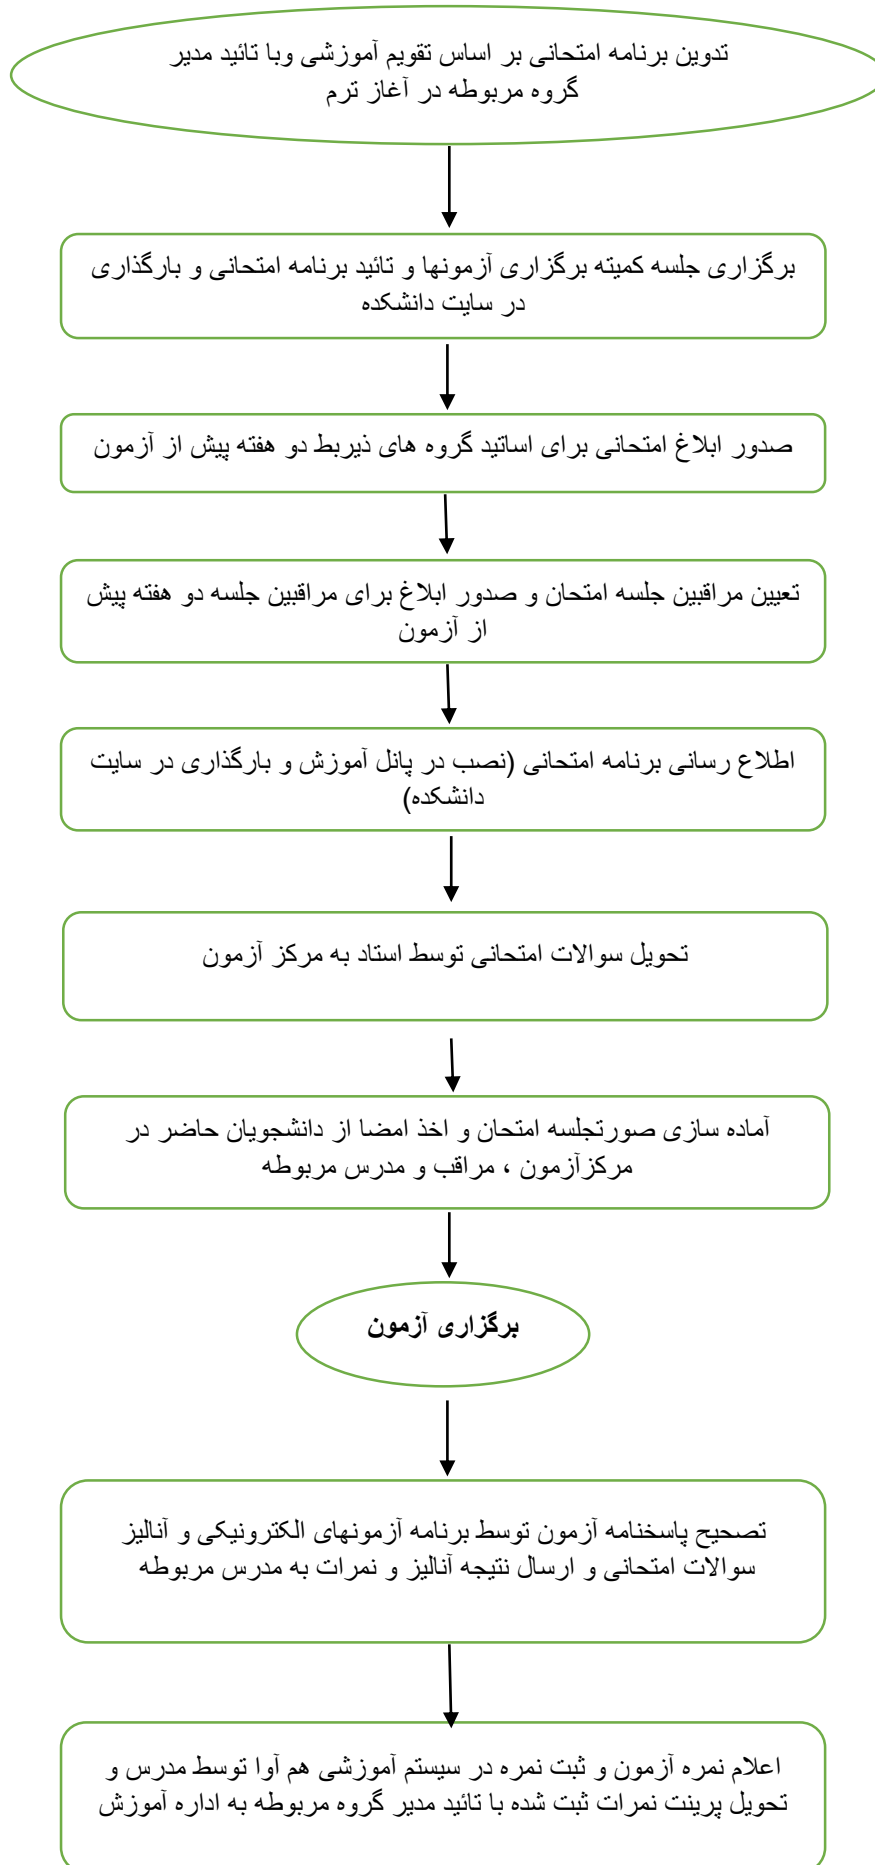 تدوین برنامه امتحانی بر اساس تقویم آموزشی وبا تائید مدیر
گروه مربوطه در آغاز ترم
برگزاری جلسه کمیته برگزاری آزمونها و تائید برنامه امتحانی و بارگذاری
در سایت دانشکده
صدور ابلاغ امتحانی برای اساتید گروه های ذیربط دو هفته پیش از آزمون
تعیین مراقبین جلسه امتحان و صدور ابلاغ برای مراقبین جلسه دو هفته پیش
از آزمون
اطلاع رسانی برنامه امتحانی (نصب در پانل آموزش و بارگذاری در سایت
دانشکده)
تحویل سوالات امتحانی توسط استاد به مرکز آزمون
آماده سازی صورتجلسه امتحان و اخذ امضا از دانشجویان حاضر در
مرکزآزمون ، مراقب و مدرس مربوطه
برگزاری آزمون
تصحیح پاسخنامه آزمون توسط برنامه آزمونهای الکترونیکی و آنالیز
سوالات امتحانی و ارسال نتیجه آنالیز و نمرات به مدرس مربوطه
اعلام نمره آزمون و ثبت نمره در سیستم آموزشی هم آوا توسط مدرس و
تحویل پرینت نمرات ثبت شده با تائید مدیر گروه مربوطه به اداره آموزش